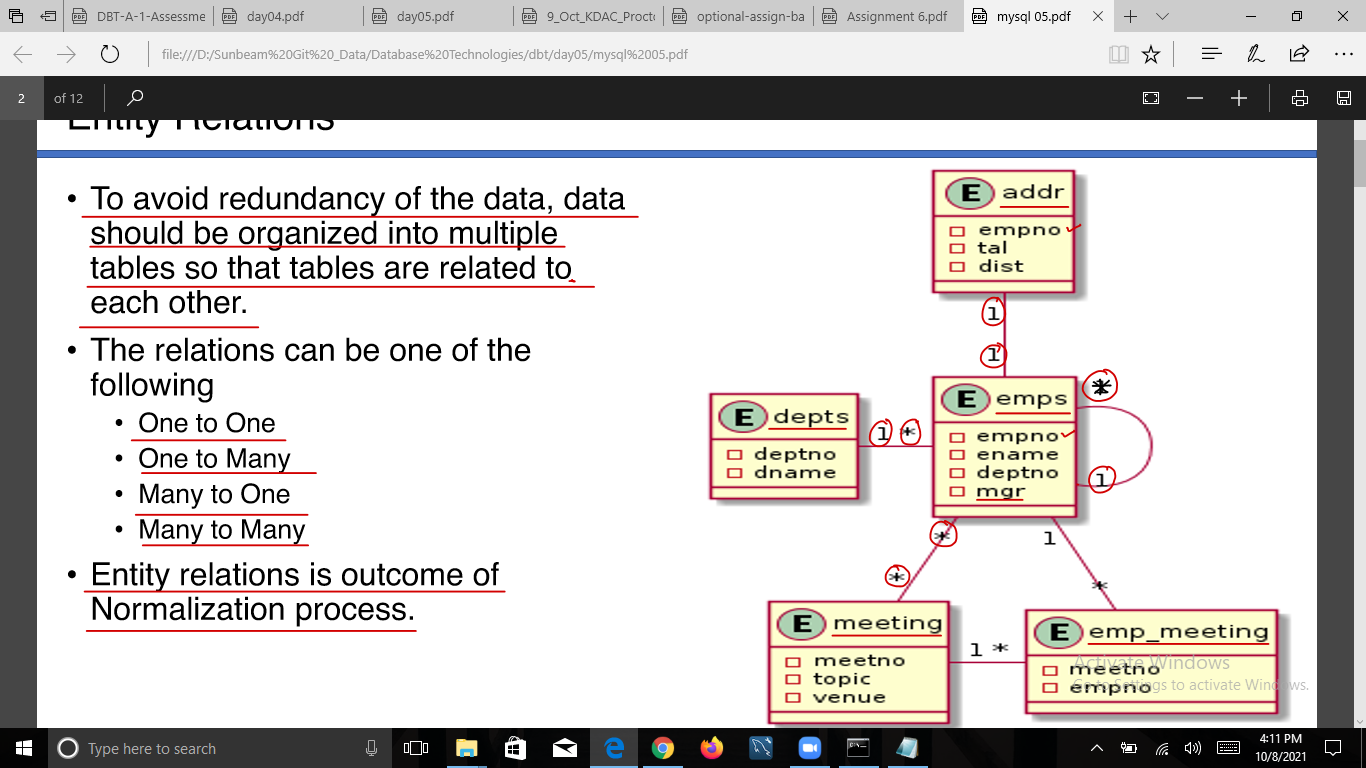 DBT-A-1-Assessme
day04.pdf
day05.pdf
9_Oct_KDAC_Procto
optional-assign-ba
Assignment 6.pdf
mysql 05.pdf
file:///D:/Sunbeam%20Git%20_Data/Database%20Technologies/dbt/day05/mysql%2005.pdf
2 of 12
Entity Relations
• To avoid redundancy of the data, data
should be organized into multiple
tables so that tables are related to
each other.
• The relations can be one of the
following
• One to One
• One to Many
• Many to One
• Many to Many
• Entity relations is outcome of
Normalization process.
E addr
empno
tal
dist
1
1
E depts
deptno
dname
1 *
E emps
empno
ename
deptno
mgr
*
1
*
*
1
*
E meeting
meetno
topic
venue
1 *
E emp_meeting
meetno
empno
Activate Windows
Go to Settings to activate Windows.
Type here to search
4:11 PM
10/8/2021